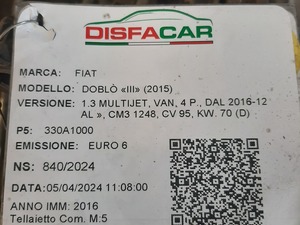 DISFACAR
MARCA: FIAT
MODELLO: DOBLÒ «III» (2015)
VERSIONE: 1.3 MULTIJET, VAN, 4 P., DAL 2016-12
AL », CM3 1248, CV 95, KW. 70 (D)
P5: 330A1000
EMISSIONE: EURO 6
NS: 840/2024
DATA:05/04/2024 11:08:00
ANNO IMM: 2016
Tellaietto Com. M:5